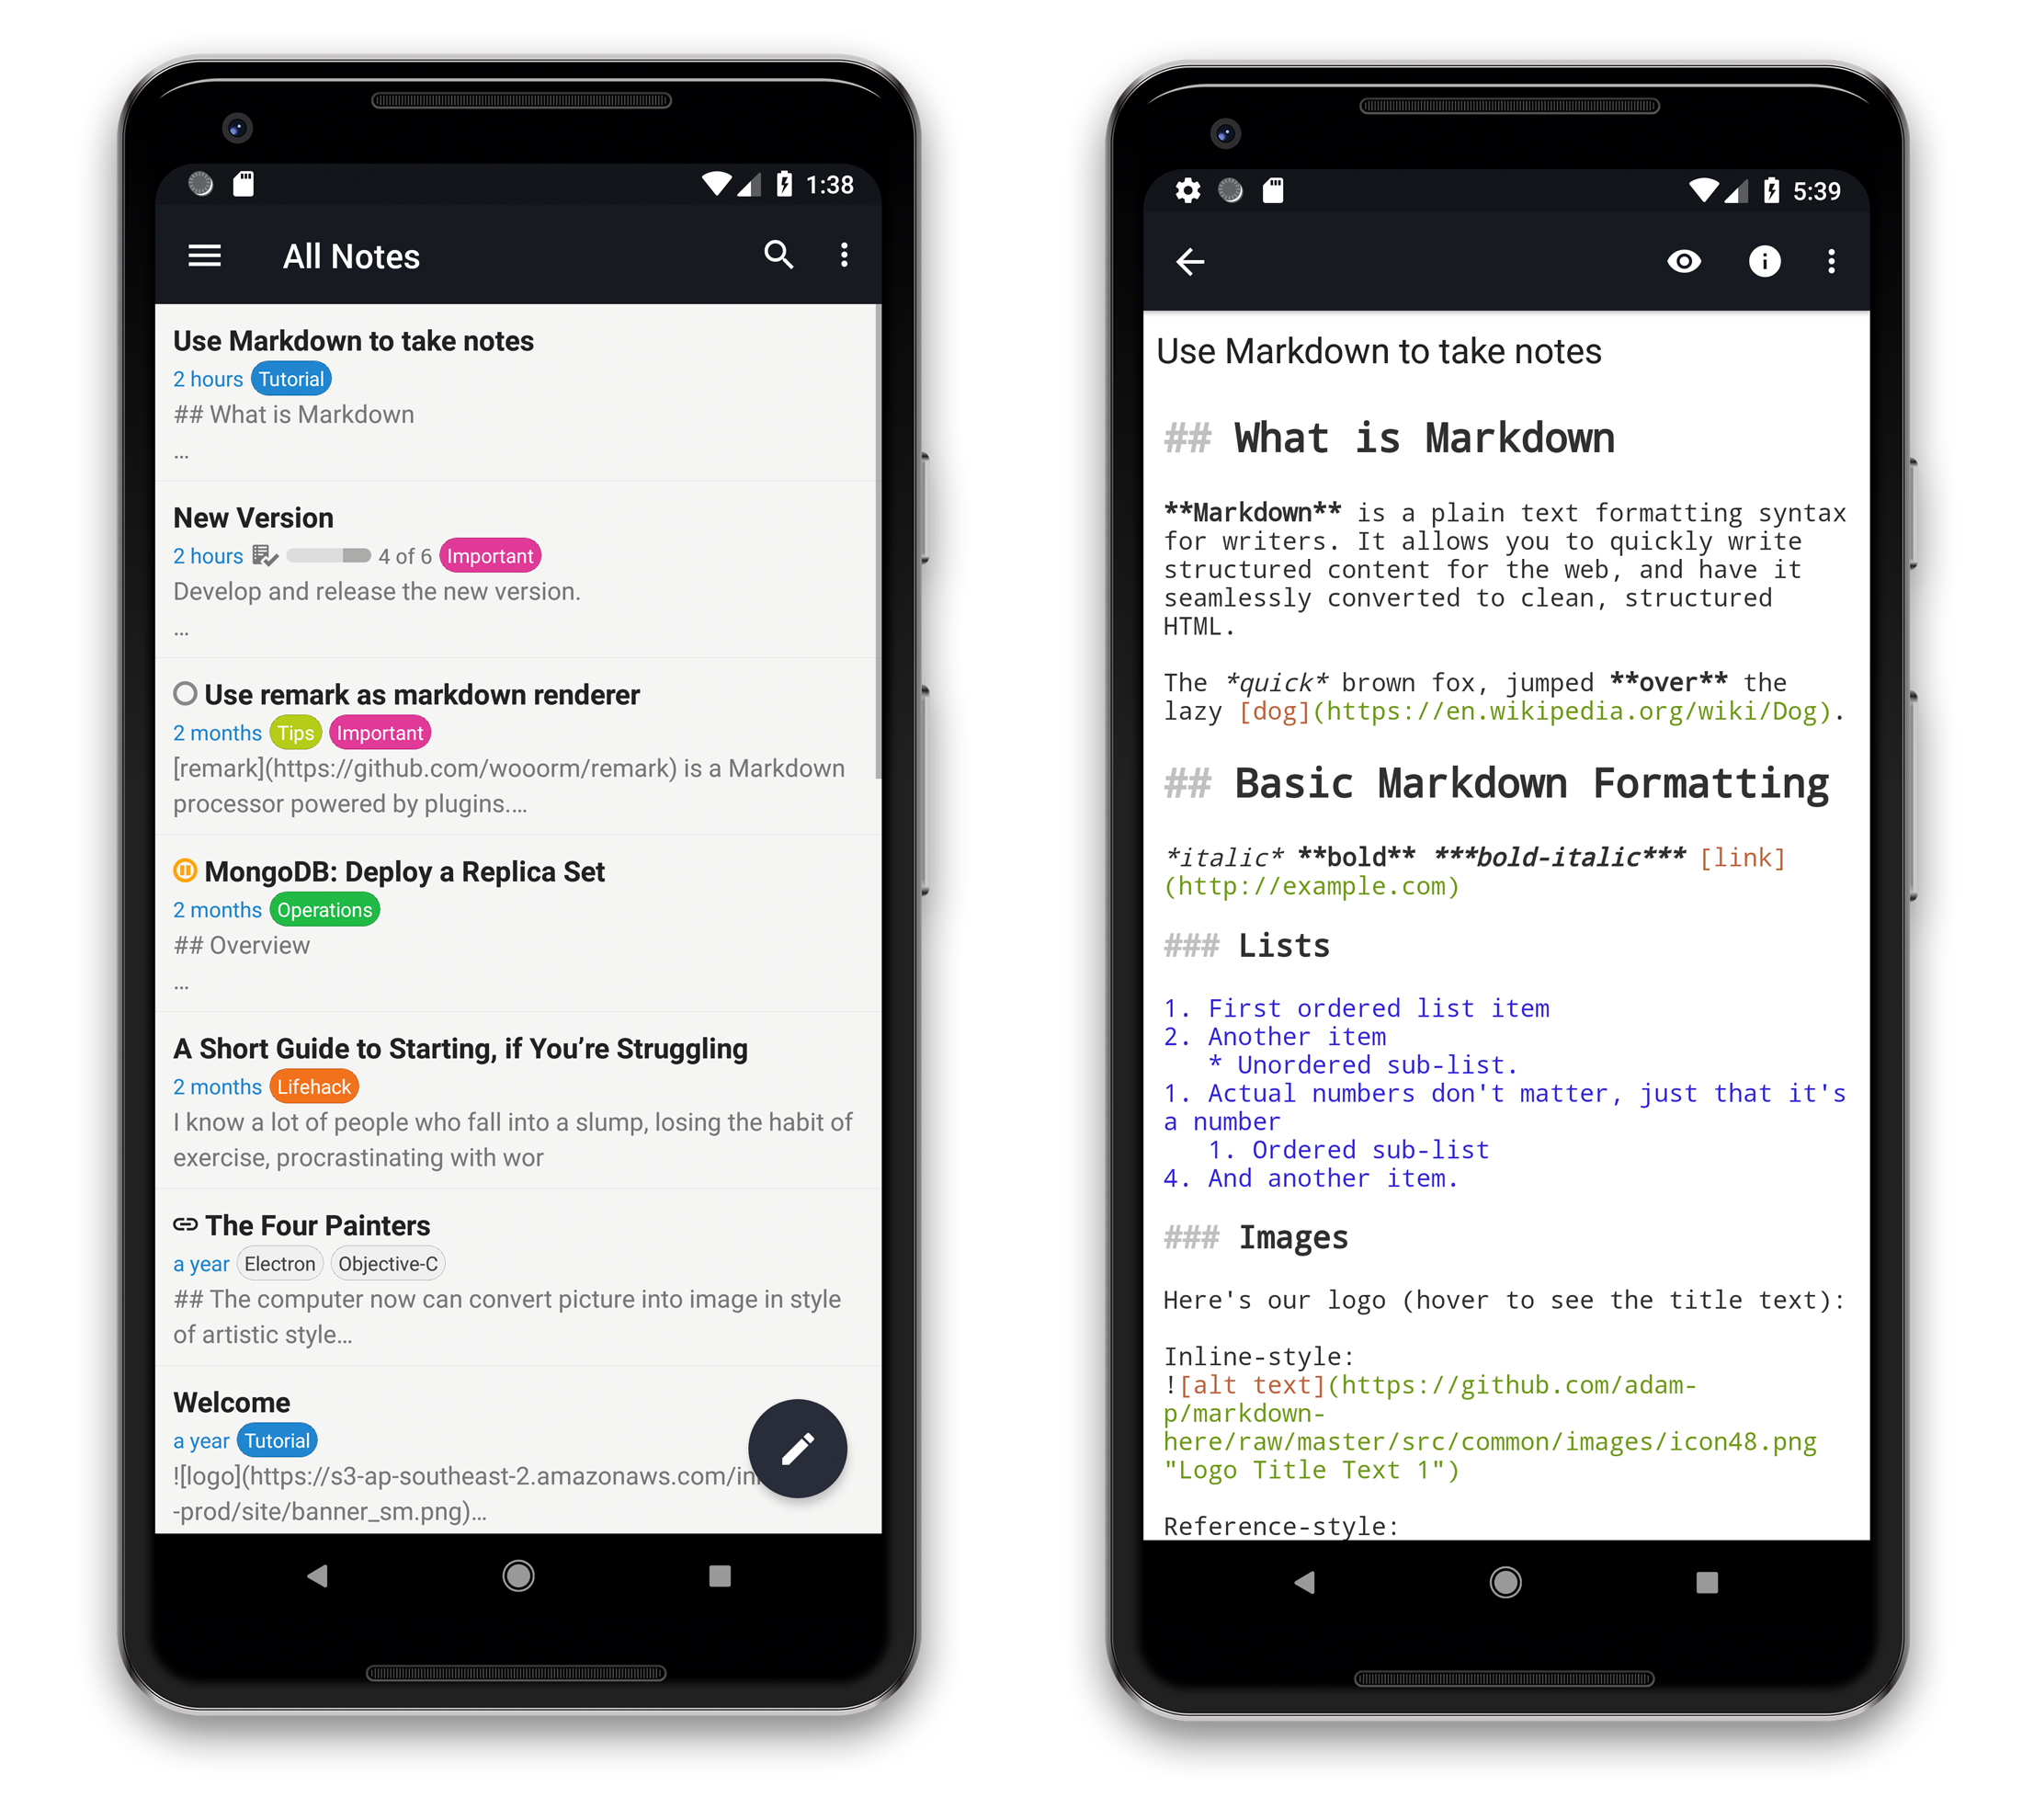 1:38
All Notes
Use Markdown to take notes
2 hours Tutorial
## What is Markdown
...
New Version
2 hours 4 of 6 Important
Develop and release the new version.
...
Use remark as markdown renderer
2 months Tips Important
[remark](https://github.com/wooorm/remark) is a Markdown
processor powered by plugins....
MongoDB: Deploy a Replica Set
2 months Operations
## Overview
...
A Short Guide to Starting, if You’re Struggling
2 months Lifehack
I know a lot of people who fall into a slump, losing the habit of
exercise, procrastinating with wor
The Four Painters
a year Electron Objective-C
## The computer now can convert picture into image in style
of artistic style...
Welcome
a year Tutorial
![logo](https://s3-ap-southeast-2.amazonaws.com/
-prod/site/banner_sm.png)...
5:39
Use Markdown to take notes
## What is Markdown
**Markdown** is a plain text formatting syntax
for writers. It allows you to quickly write
structured content for the web, and have it
seamlessly converted to clean, structured
HTML.
The *quick* brown fox, jumped **over** the
lazy [dog](https://en.wikipedia.org/wiki/Dog).
## Basic Markdown Formatting
*italic* **bold** ***bold-italic*** [link]
(http://example.com)
### Lists
1. First ordered list item
2. Another item
* Unordered sub-list.
1. Actual numbers don't matter, just that it's
a number
1. Ordered sub-list
4. And another item.
### Images
Here's our logo (hover to see the title text):
Inline-style:
![alt text](https://github.com/adam-
p/markdown-
here/raw/master/src/common/images/icon48.png
"Logo Title Text 1")
Reference-style: